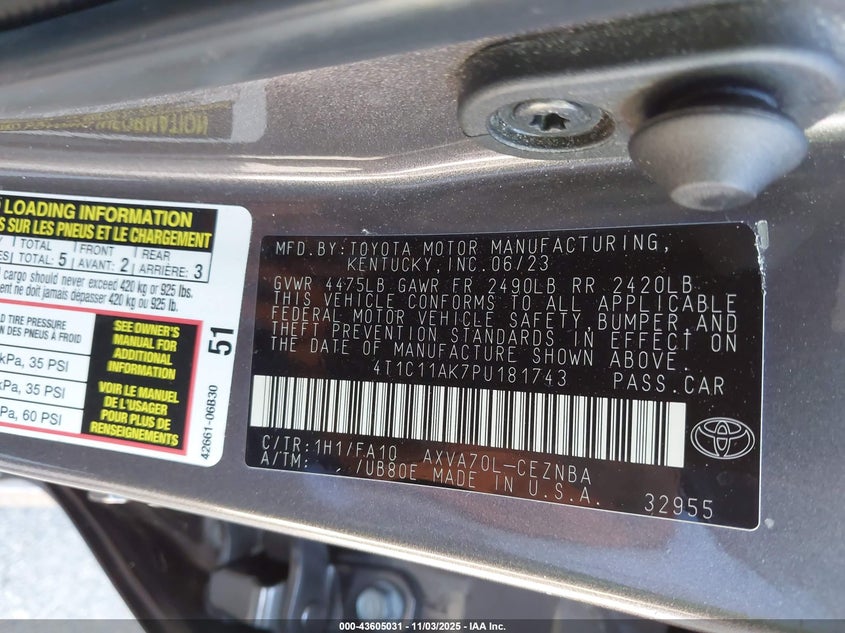 LOADING INFORMATION
SUR LES PNEUS ET LE CHARGEMENT
TOTAL FRONT REAR
TOTAL: 5 AVANT: 2 ARRIÈRE: 3
cargo should never exceed 420 kg or 925 lbs.
ne doit jamais dépasser 420 kg ou 925 lb.
TIRE PRESSURE
DES PNEUS À FROID
kPa, 35 PSI
kPa, 35 PSI
kPa, 60 PSI
SEE OWNER'S
MANUAL FOR
ADDITIONAL
INFORMATION
VOIR LE MANUEL
DE L'USAGER
POUR PLUS DE
RENSEIGNEMENTS
51
42661-06B30
MFD.BY:TOYOTA MOTOR MANUFACTURING,
KENTUCKY,INC.06/23
GVWR 4475LB GAWR FR 2490LB RR 2420LB
THIS VEHICLE CONFORMS TO ALL APPLICABLE
FEDERAL MOTOR VEHICLE SAFETY,BUMPER,AND
THEFT PREVENTION STANDARDS IN EFFECT ON
THE DATE OF MANUFACTURE SHOWN ABOVE.
4T1C11AK7PU181743 PASS.CAR
C/TR:1H1/FA10 AXVA70L-CEZNBA
A/TM: /UB80E MADE IN U.S.A.
32955
000-43605031 - 11/03/2025 - IAA Inc.